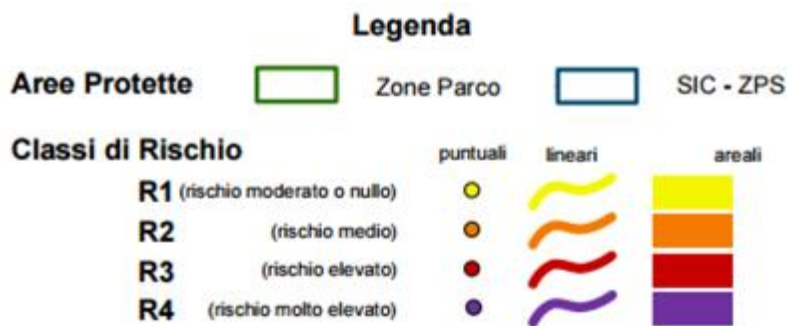 Legenda
Aree Protette Zone Parco SIC - ZPS
Classi di Rischio puntuali lineari areali
R1 (rischio moderato o nullo)
R2 (rischio medio)
R3 (rischio elevato)
R4 (rischio molto elevato)